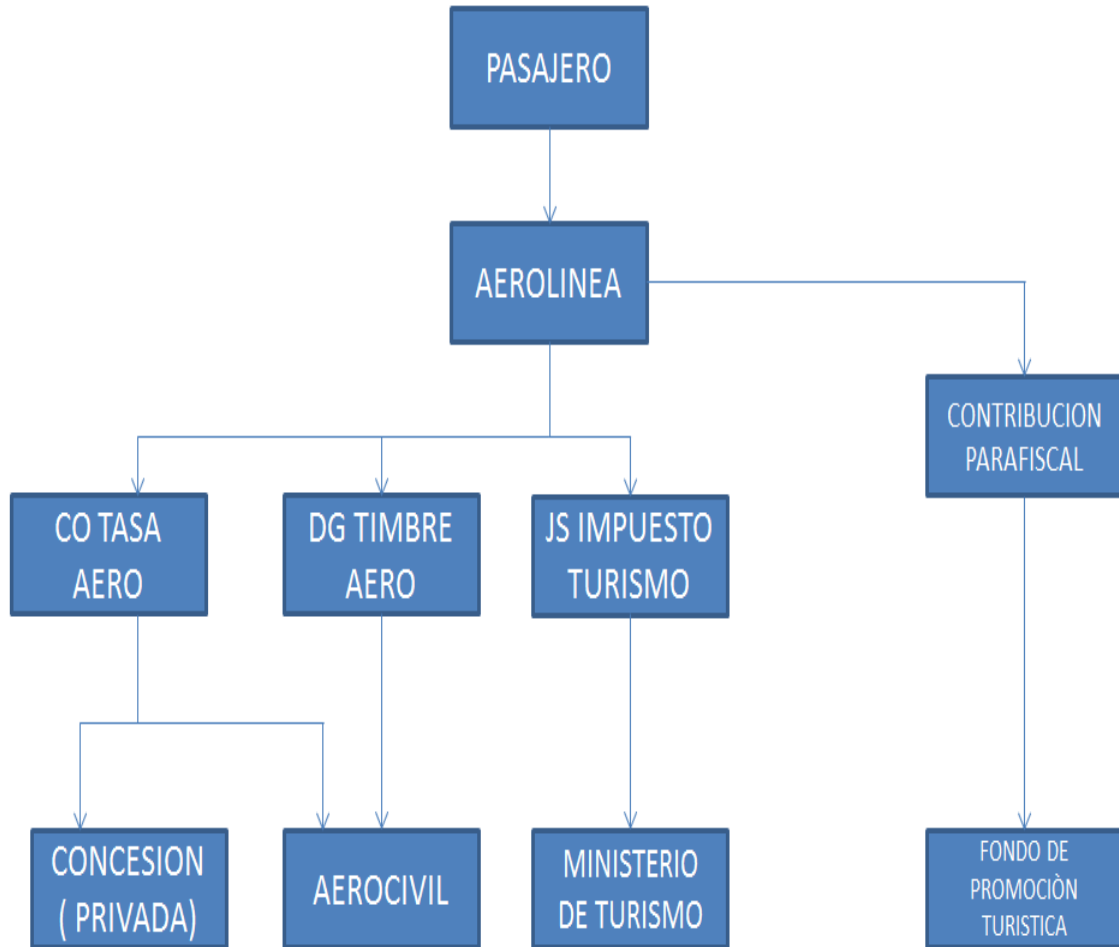 PASAJERO
AEROLINEA
CONTRIBUCION
PARAFISCAL
CO TASA
AERO
DG TIMBRE
AERO
JS IMPUESTO
TURISMO
CONCESION
( PRIVADA)
AEROCIVIL
MINISTERIO
DE TURISMO
FONDO DE
PROMOCIÒN
TURISTICA